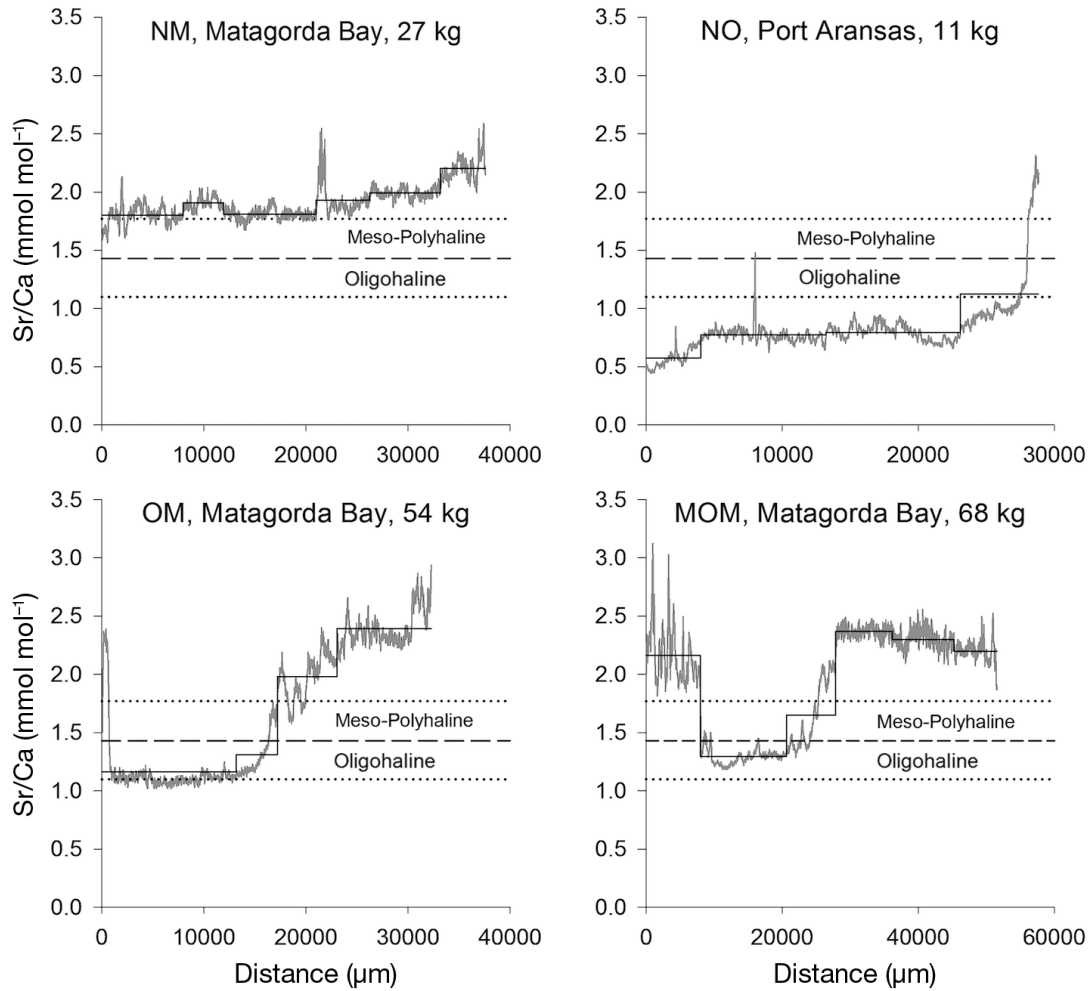 NM, Matagorda Bay, 27 kg
Sr/Ca (mmol mol⁻¹)
3.5
3.0
2.5
2.0
1.5
1.0
0.5
0.0
Meso-Polyhaline
Oligohaline
0 10000 20000 30000 40000
NO, Port Aransas, 11 kg
3.5
3.0
2.5
2.0
1.5
1.0
0.5
0.0
Meso-Polyhaline
Oligohaline
0 10000 20000 30000
OM, Matagorda Bay, 54 kg
Sr/Ca (mmol mol⁻¹)
3.5
3.0
2.5
2.0
1.5
1.0
0.5
0.0
Meso-Polyhaline
Oligohaline
0 10000 20000 30000 40000
Distance (µm)
MOM, Matagorda Bay, 68 kg
3.5
3.0
2.5
2.0
1.5
1.0
0.5
0.0
Meso-Polyhaline
Oligohaline
0 20000 40000 60000
Distance (µm)